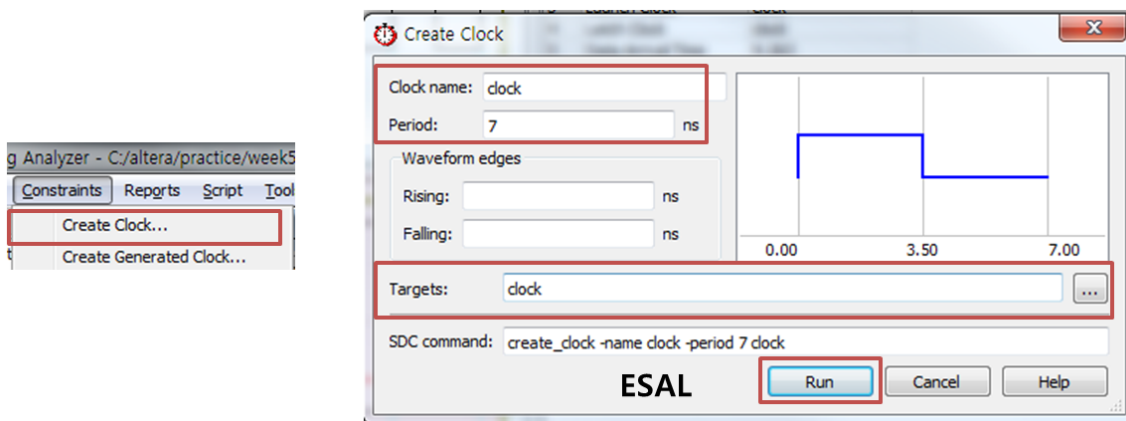 g Analyzer - C:/altera/practice/week5
Constraints Reports Script Tool
Create Clock...
Create Generated Clock...
Create Clock
Clock name: clock
Period: 7 ns
Waveform edges
Rising: ns
Falling: ns
0.00 3.50 7.00
Targets: clock ...
SDC command: create_clock -name clock -period 7 clock
ESAL
Run Cancel Help